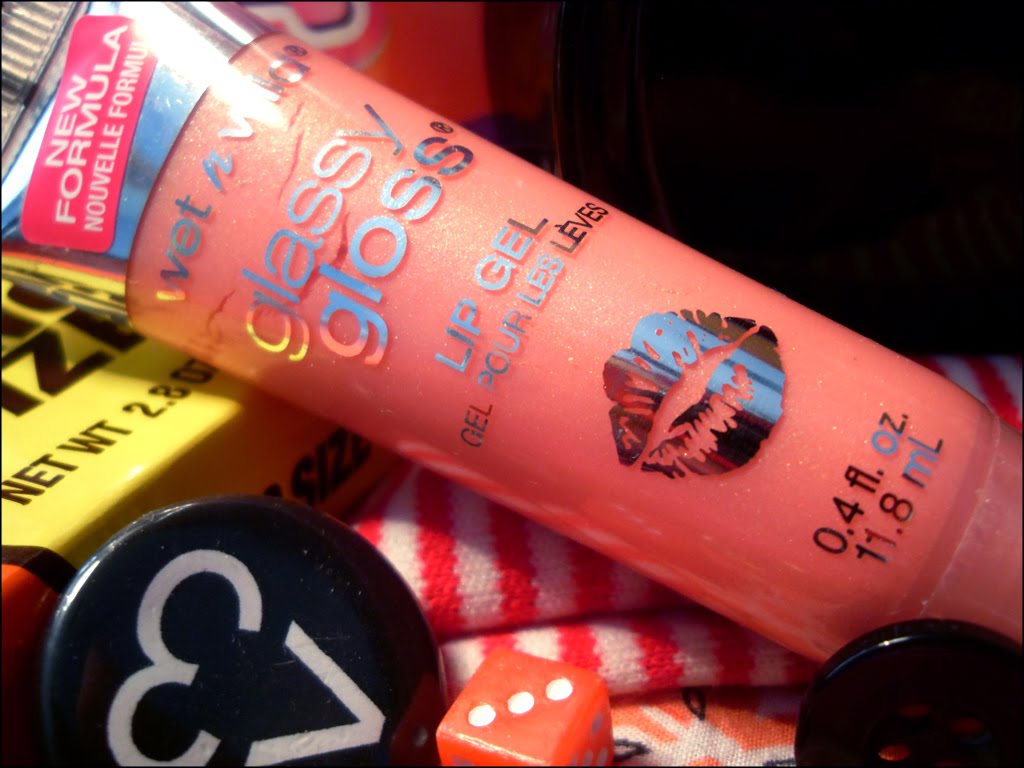 NEW
FORMULA
NOUVELLE
wet n wild®
glassy
gloss®
LIP GEL
GEL POUR LES LÈVES
0.4 fl. oz.
11.8 mL
NET WT 2.8
SIZE